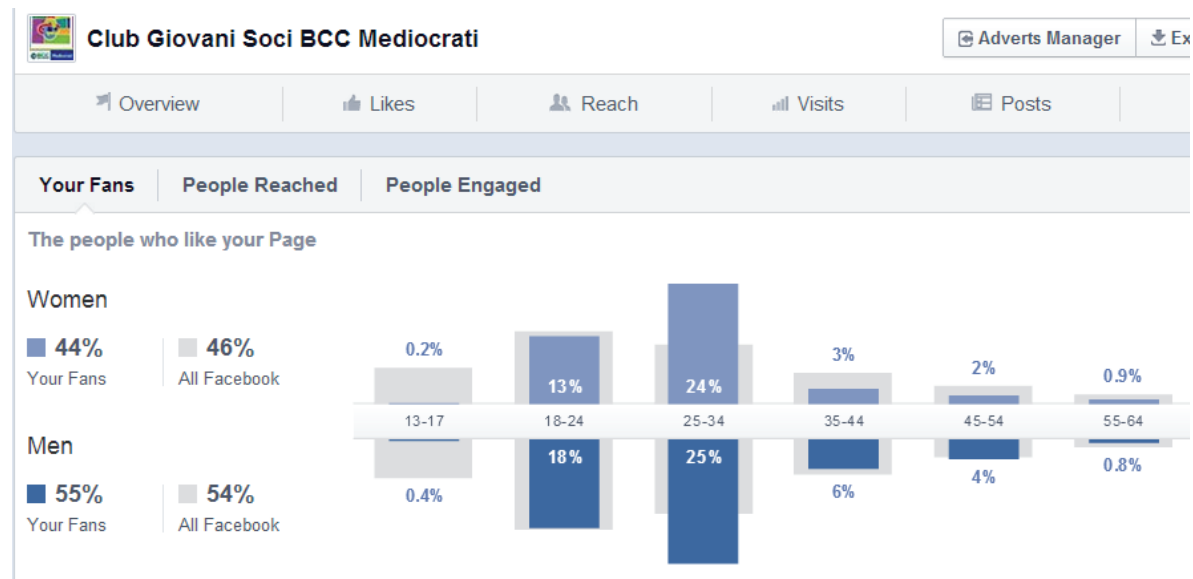 Club Giovani Soci BCC Mediocrati
Adverts Manager
Ex
Overview
Likes
Reach
Visits
Posts
Your Fans
People Reached
People Engaged
The people who like your Page
Women
44%
46%
Your Fans
All Facebook
0.2%
13%
24%
3%
2%
0.9%
13-17
18-24
25-34
35-44
45-54
55-64
Men
55%
54%
Your Fans
All Facebook
0.4%
18%
25%
6%
4%
0.8%